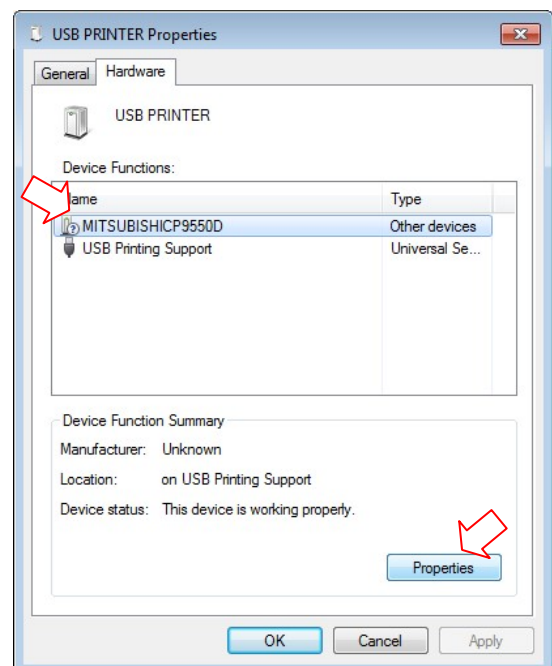 USB PRINTER Properties
General Hardware
USB PRINTER
Device Functions:
Name Type
MITSUBISHICP9550D Other devices
USB Printing Support Universal Se...
Device Function Summary
Manufacturer: Unknown
Location: on USB Printing Support
Device status: This device is working properly.
Properties
OK Cancel Apply